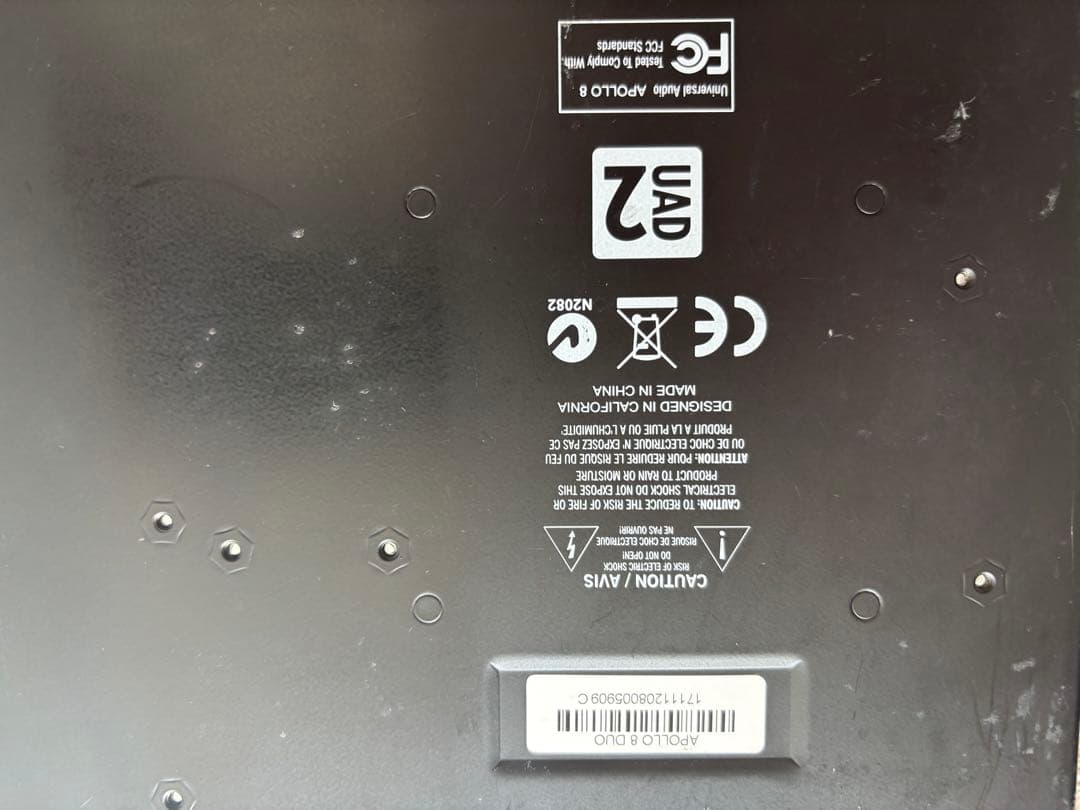 APOLLO 8 DUO
17111208005909 C
CAUTION / AVIS
RISK OF ELECTRIC SHOCK
DO NOT OPEN!
RISQUE DE CHOC ELECTRIQUE
NE PAS OUVRIR!
CAUTION: TO REDUCE THE RISK OF FIRE OR
ELECTRICAL SHOCK DO NOT EXPOSE THIS
PRODUCT TO RAIN OR MOISTURE
ATTENTION: POUR REDUIRE LE RISQUE DU FEU
OU DE CHOC ELECTRIQUE N' EXPOSEZ PAS CE
PRODUIT A LA PLUIE OU A L'CHUMIDITE'
DESIGNED IN CALIFORNIA
MADE IN CHINA
CE
N2082
UAD 2
Universal Audio APOLLO 8
FC
Tested To Comply With
FCC Standards